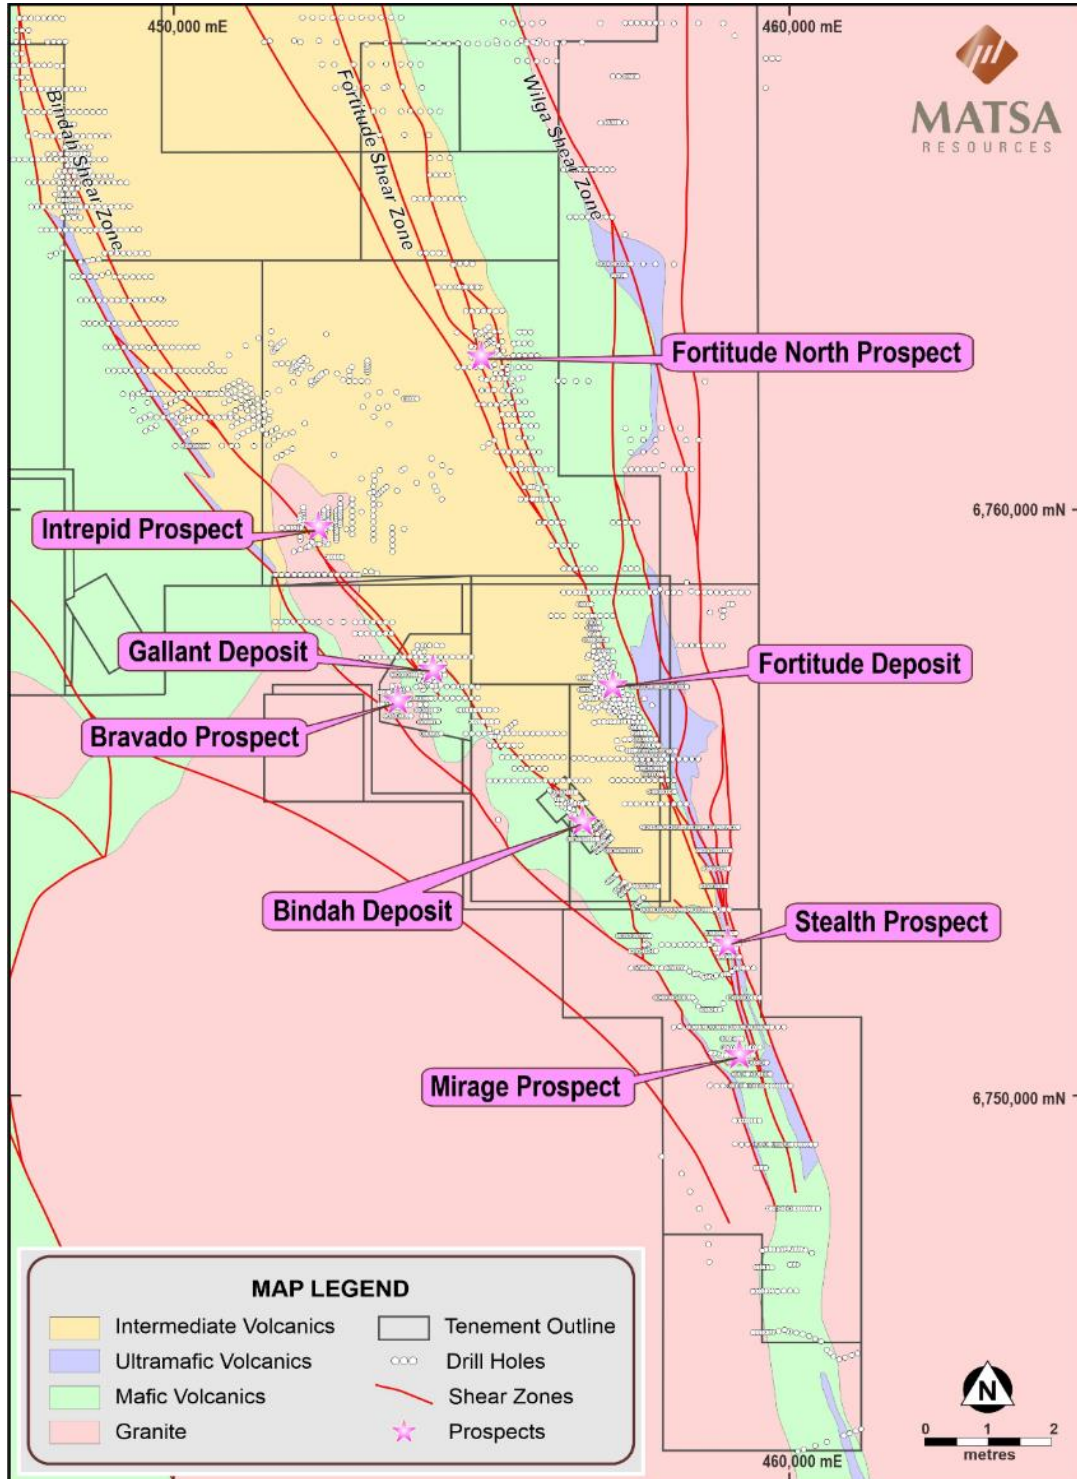 450,000 mE
460,000 mE
MATSA
RESOURCES
Bindah Shear Zone
Fortitude Shear Zone
Wilga Shear Zone
Fortitude North Prospect
6,760,000 mN
Intrepid Prospect
Gallant Deposit
Fortitude Deposit
Bravado Prospect
Bindah Deposit
Stealth Prospect
Mirage Prospect
6,750,000 mN
MAP LEGEND
Intermediate Volcanics
Tenement Outline
Ultramafic Volcanics
Drill Holes
Mafic Volcanics
Shear Zones
Granite
Prospects
N
0 1 2
metres
460,000 mE